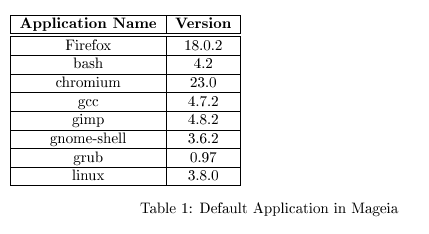 Application Name Version
Firefox 18.0.2
bash 4.2
chromium 23.0
gcc 4.7.2
gimp 4.8.2
gnome-shell 3.6.2
grub 0.97
linux 3.8.0
Table 1: Default Application in Mageia